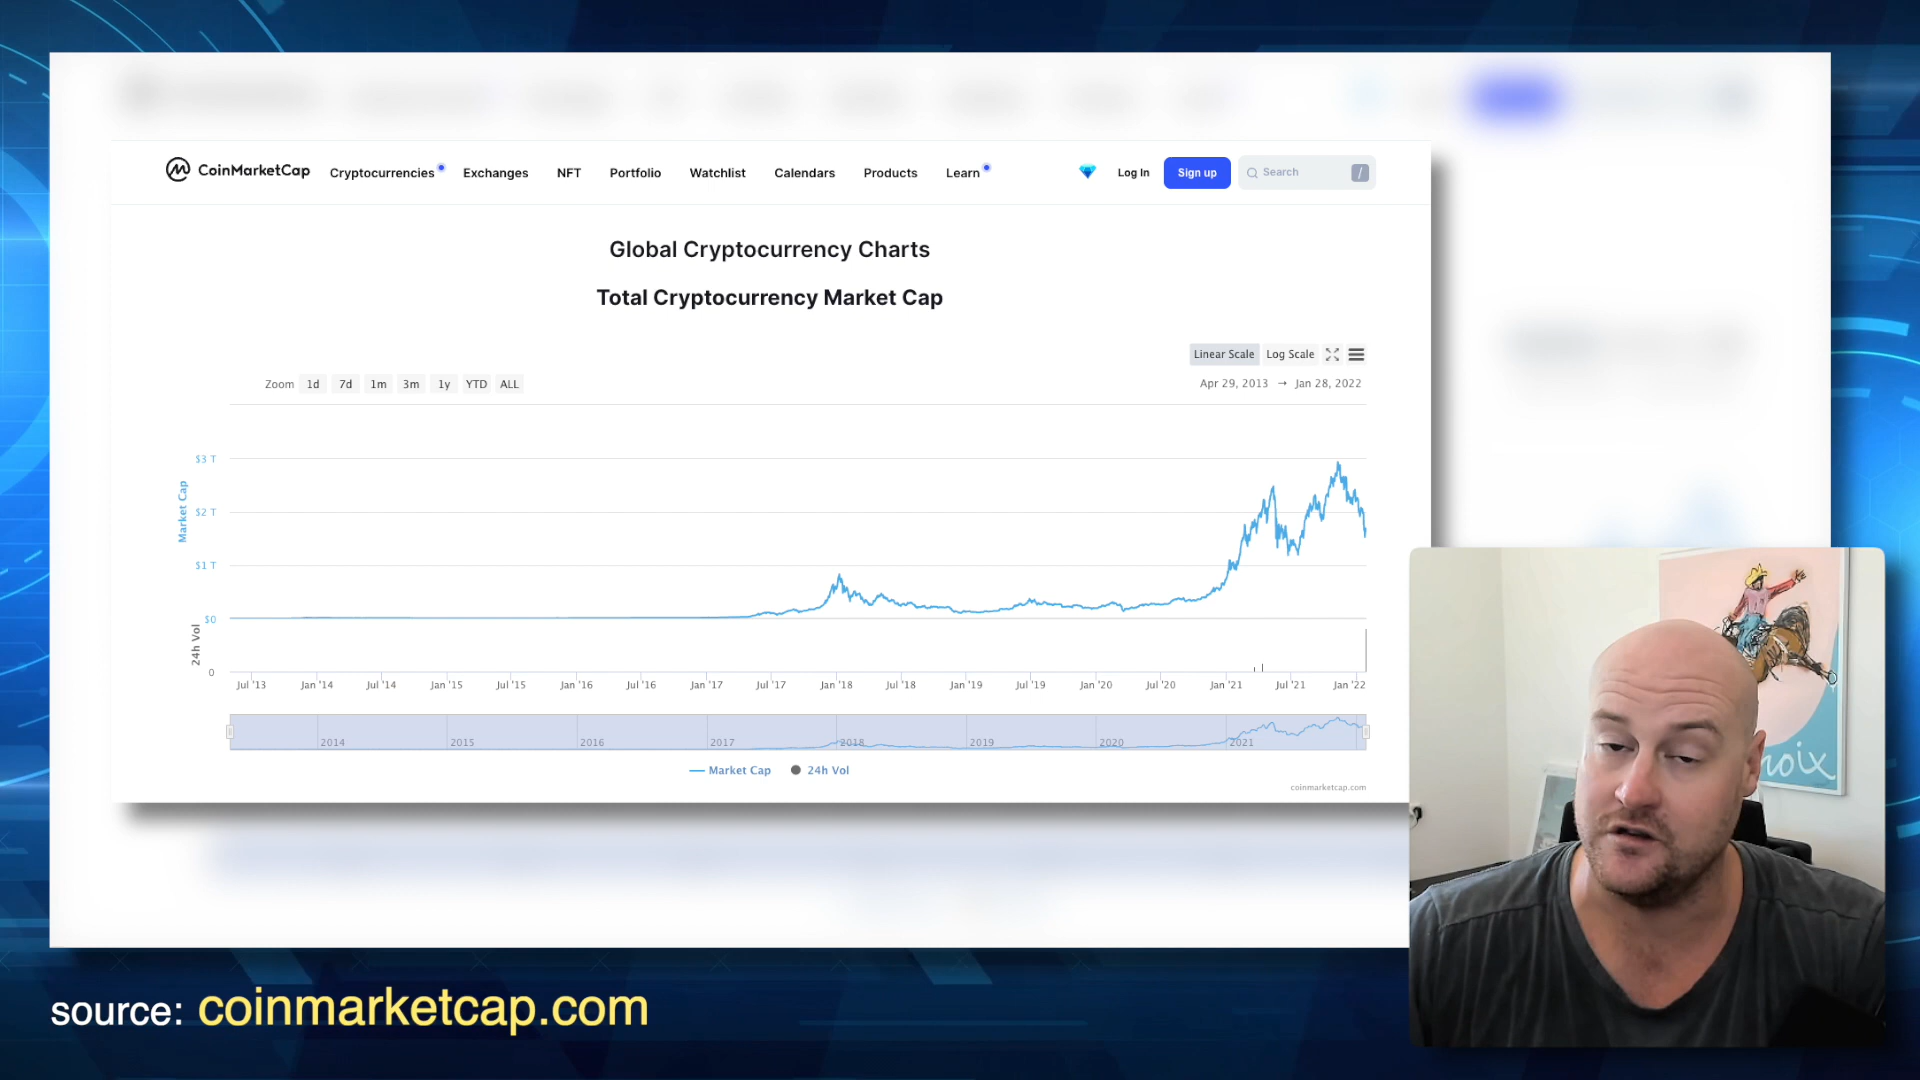 CoinMarketCap Cryptocurrencies Exchanges NFT Portfolio Watchlist Calendars Products Learn Log In Sign up Search /
Global Cryptocurrency Charts
Total Cryptocurrency Market Cap
Linear Scale Log Scale
Zoom 1d 7d 1m 3m 1y YTD ALL Apr 29, 2013 → Jan 28, 2022
Market Cap
$3 T
$2 T
$1 T
$0
24h Vol
0
Jul '13 Jan '14 Jul '14 Jan '15 Jul '15 Jan '16 Jul '16 Jan '17 Jul '17 Jan '18 Jul '18 Jan '19 Jul '19 Jan '20 Jul '20 Jan '21 Jul '21 Jan '22
2014 2015 2016 2017 2018 2019 2020 2021
Market Cap 24h Vol
coinmarketcap.com
roix
source: coinmarketcap.com